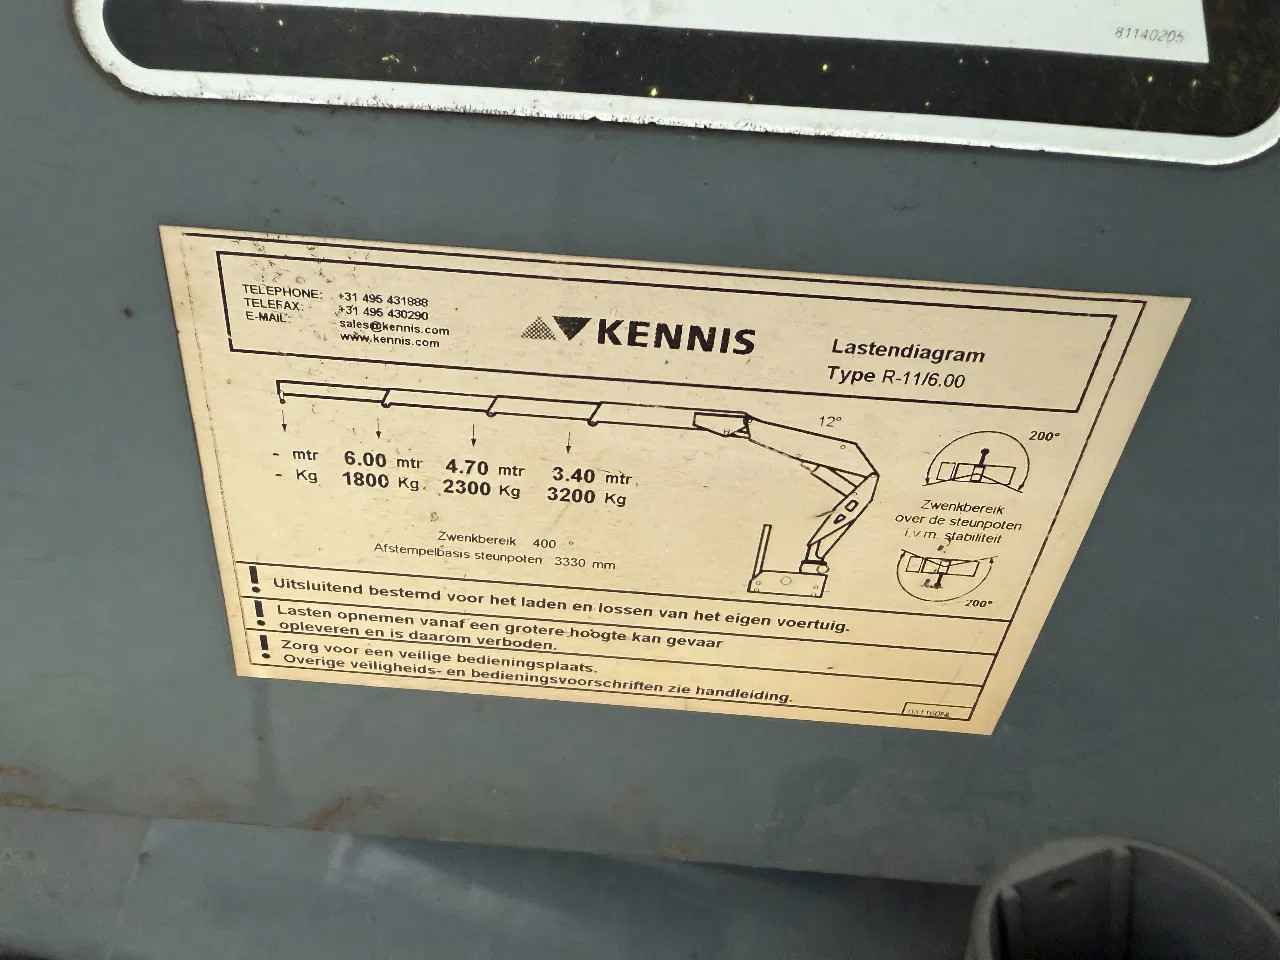 81140205
TELEPHONE: +31 495 431888
TELEFAX: +31 495 430290
E-MAIL: sales@kennis.com
www.kennis.com
KENNIS
Lastendiagram
Type R-11/6.00
12°
200°
- mtr 6.00 mtr 4.70 mtr 3.40 mtr.
- Kg 1800 Kg. 2300 Kg 3200 Kg
Zwenkbereik
over de steunpoten
i.v.m. stabiliteit
200°
Zwenkbereik 400 °
Afstempelbasis steunpoten 3330 mm
! Uitsluitend bestemd voor het laden en lossen van het eigen voertuig.
! Lasten opnemen vanaf een grotere hoogte kan gevaar
opleveren en is daarom verboden.
! Zorg voor een veilige bedieningsplaats.
Overige veiligheids- en bedieningsvoorschriften zie handleiding.